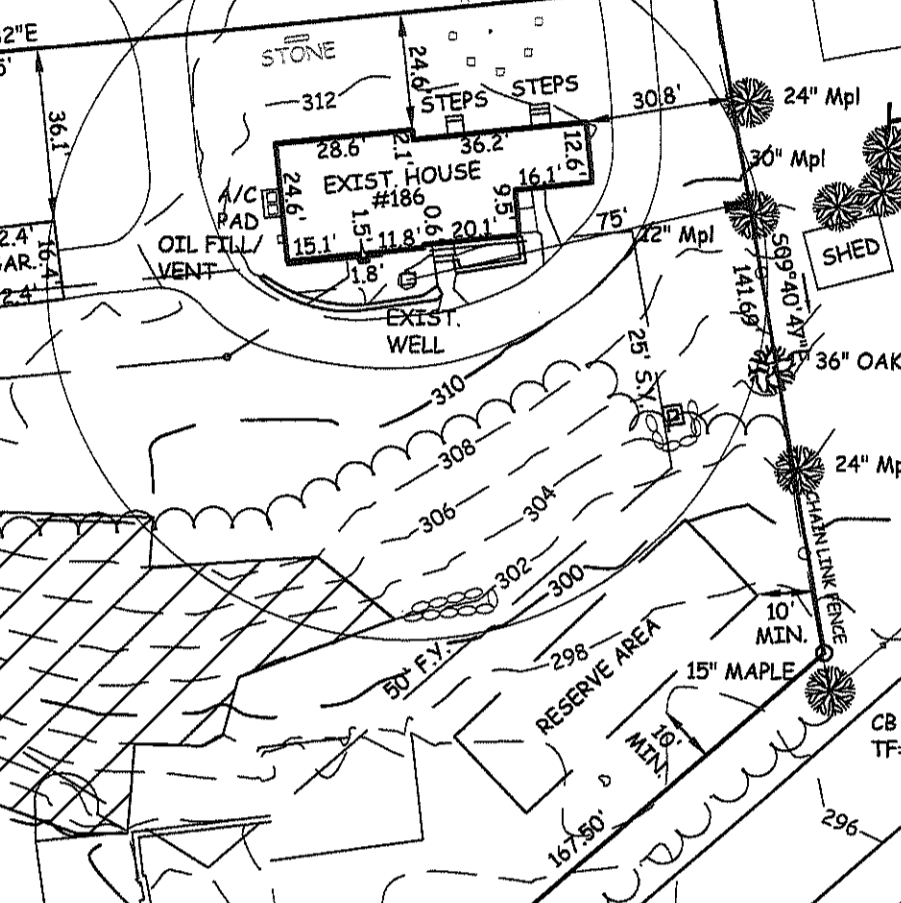 2"E
STONE
24.6'
312
STEPS
STEPS
30.8'
24" Mpl
36.1'
28.6'
2.1'
36.2'
12.6'
30" Mpl
EXIST. HOUSE
#186
16.1'
24.6'
A/C
PAD
9.5'
1.5'
0.6'
75'
12" Mpl
2.4'
16.4'
OIL FILL/
VENT
15.1'
11.8'
20.1'
SHED
AR.
1.8'
2.4'
S09°40'47"E
141.69'
EXIST.
WELL
25' S.Y.
36" OAK
310
308
24" Mp
306
304
CHAIN LINK FENCE
302
300
10'
MIN.
50' F.Y.
298
RESERVE AREA
15" MAPLE
10'
MIN.
CB
TF=
167.50'
296